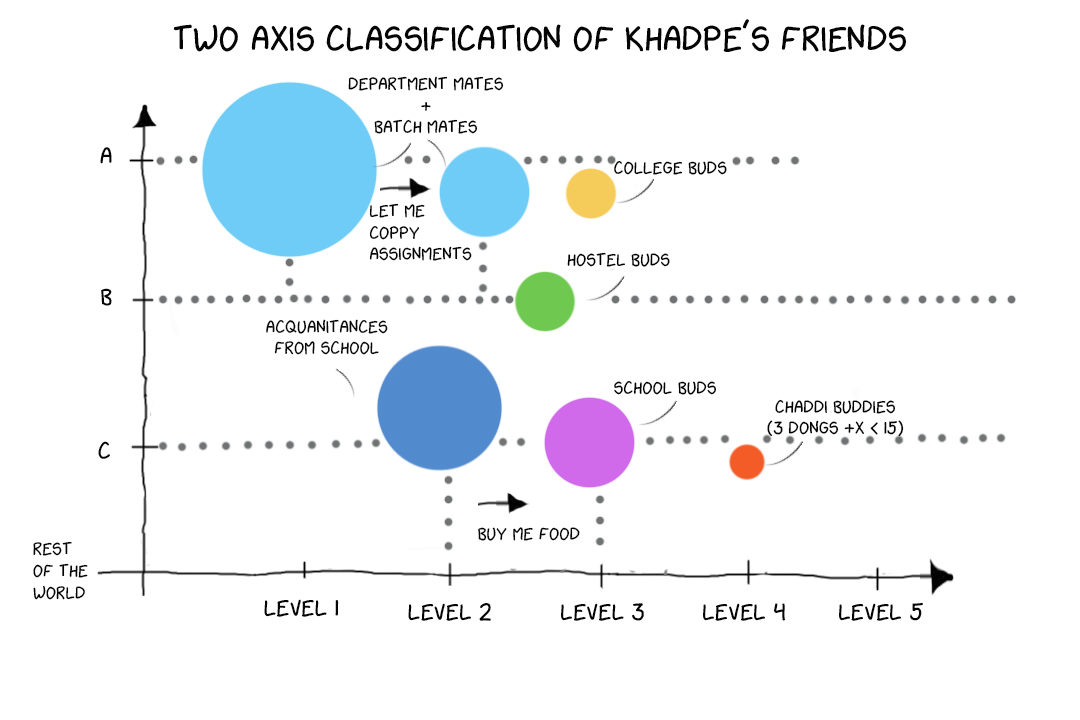 TWO AXIS CLASSIFICATION OF KHADPE'S FRIENDS
DEPARTMENT MATES
+
BATCH MATES
A
COLLEGE BUDS
LET ME
COPPY
ASSIGNMENTS
HOSTEL BUDS
B
ACQUANITANCES
FROM SCHOOL
SCHOOL BUDS
CHADDI BUDDIES
(3 DONGS +X < 15)
C
BUY ME FOOD
REST
OF THE
WORLD
LEVEL 1
LEVEL 2
LEVEL 3
LEVEL 4
LEVEL 5